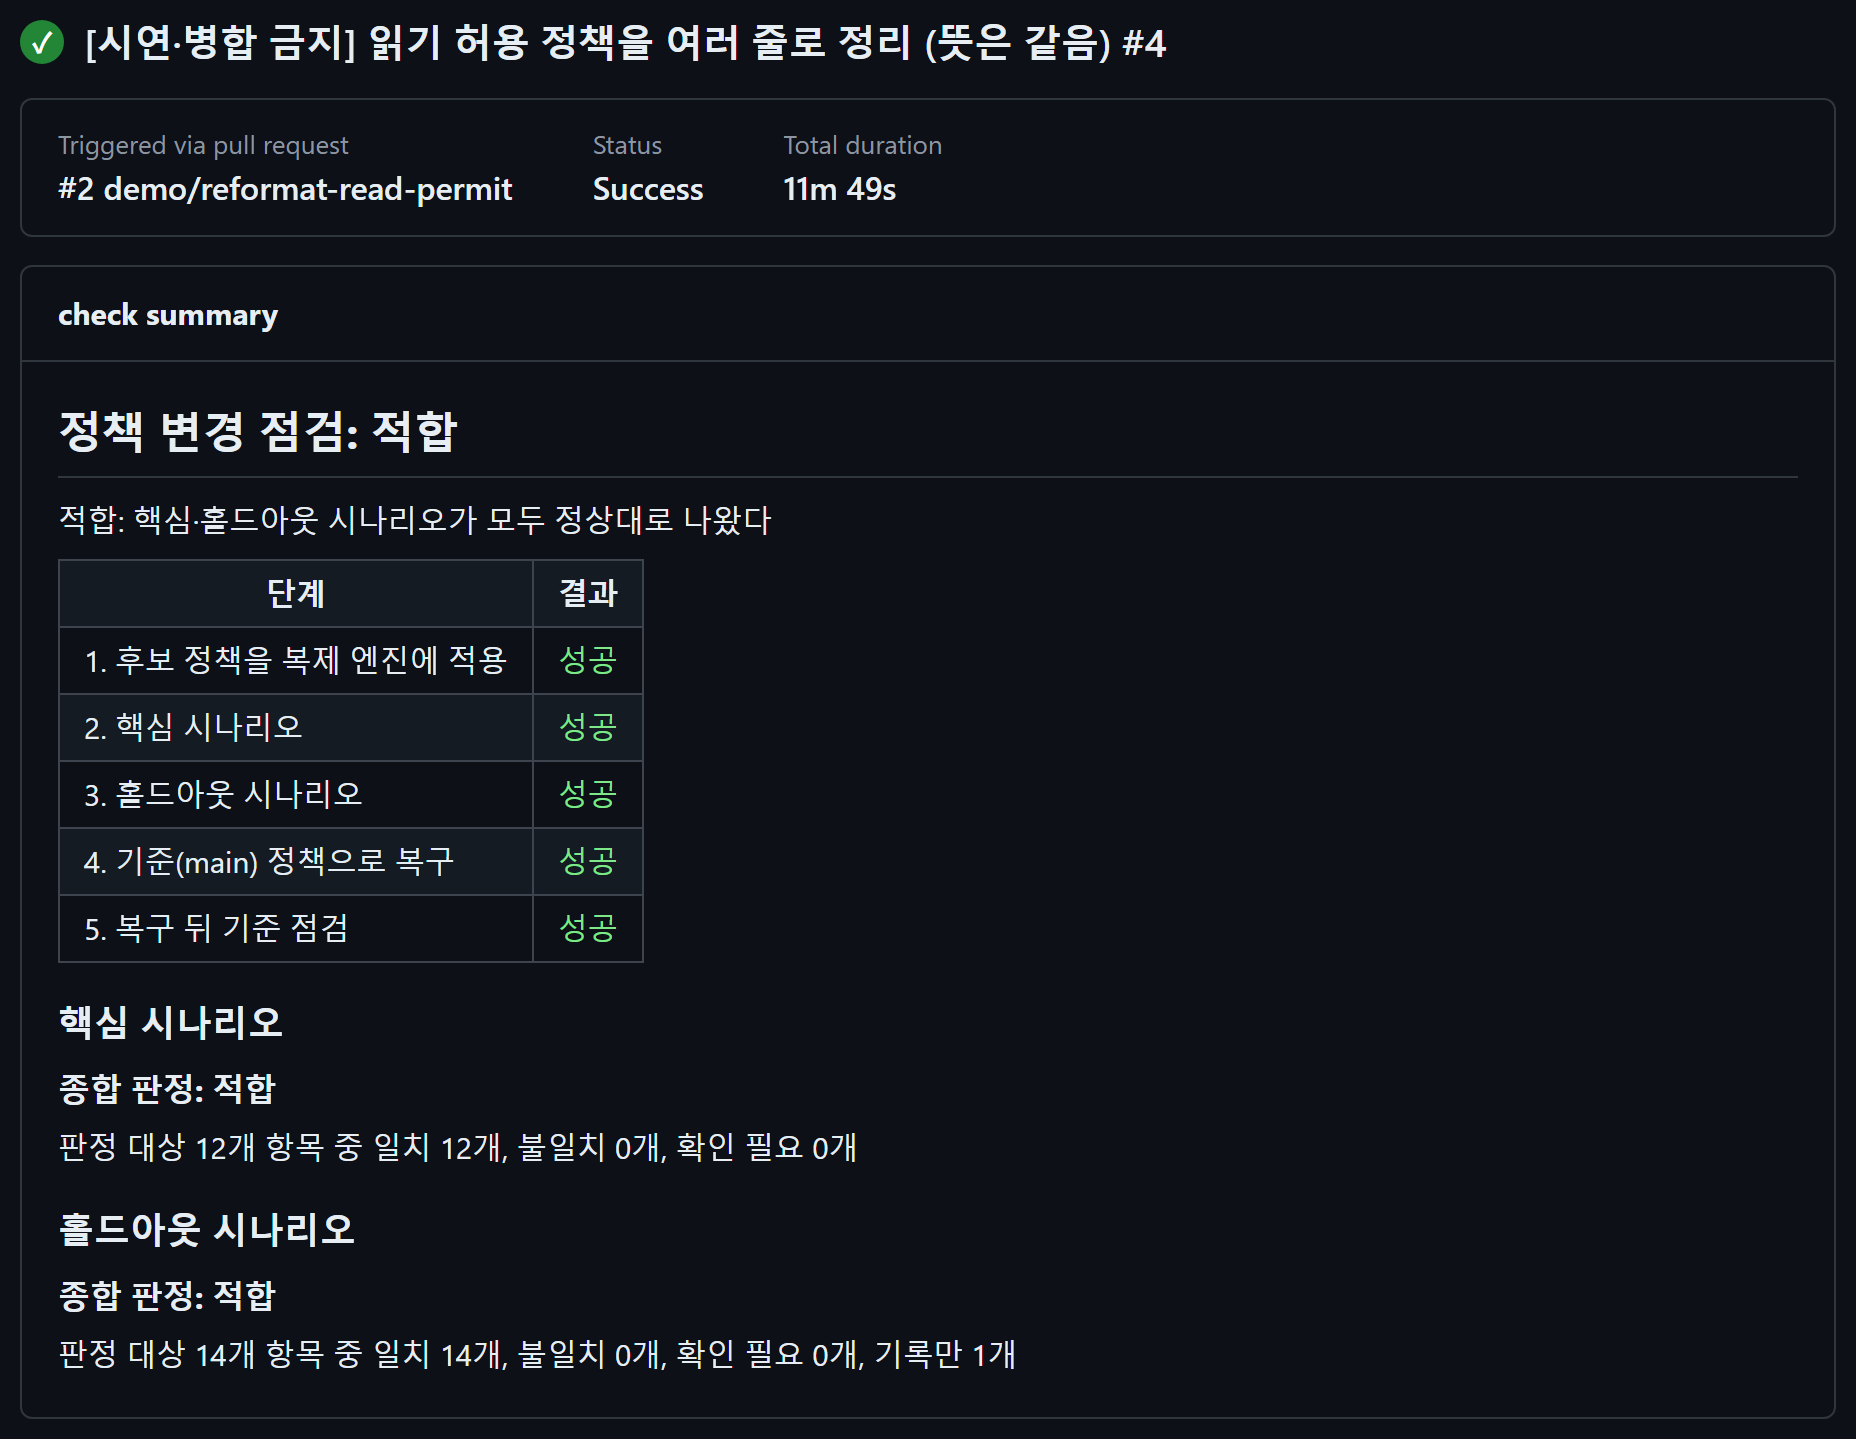 [시연·병합 금지] 읽기 허용 정책을 여러 줄로 정리 (뜻은 같음) #4
Triggered via pull request
#2 demo/reformat-read-permit
Status
Success
Total duration
11m 49s
check summary
정책 변경 점검: 적합
적합: 핵심·홀드아웃 시나리오가 모두 정상대로 나왔다
단계 결과
1. 후보 정책을 복제 엔진에 적용 성공
2. 핵심 시나리오 성공
3. 홀드아웃 시나리오 성공
4. 기준(main) 정책으로 복구 성공
5. 복구 뒤 기준 점검 성공
핵심 시나리오
종합 판정: 적합
판정 대상 12개 항목 중 일치 12개, 불일치 0개, 확인 필요 0개
홀드아웃 시나리오
종합 판정: 적합
판정 대상 14개 항목 중 일치 14개, 불일치 0개, 확인 필요 0개, 기록만 1개